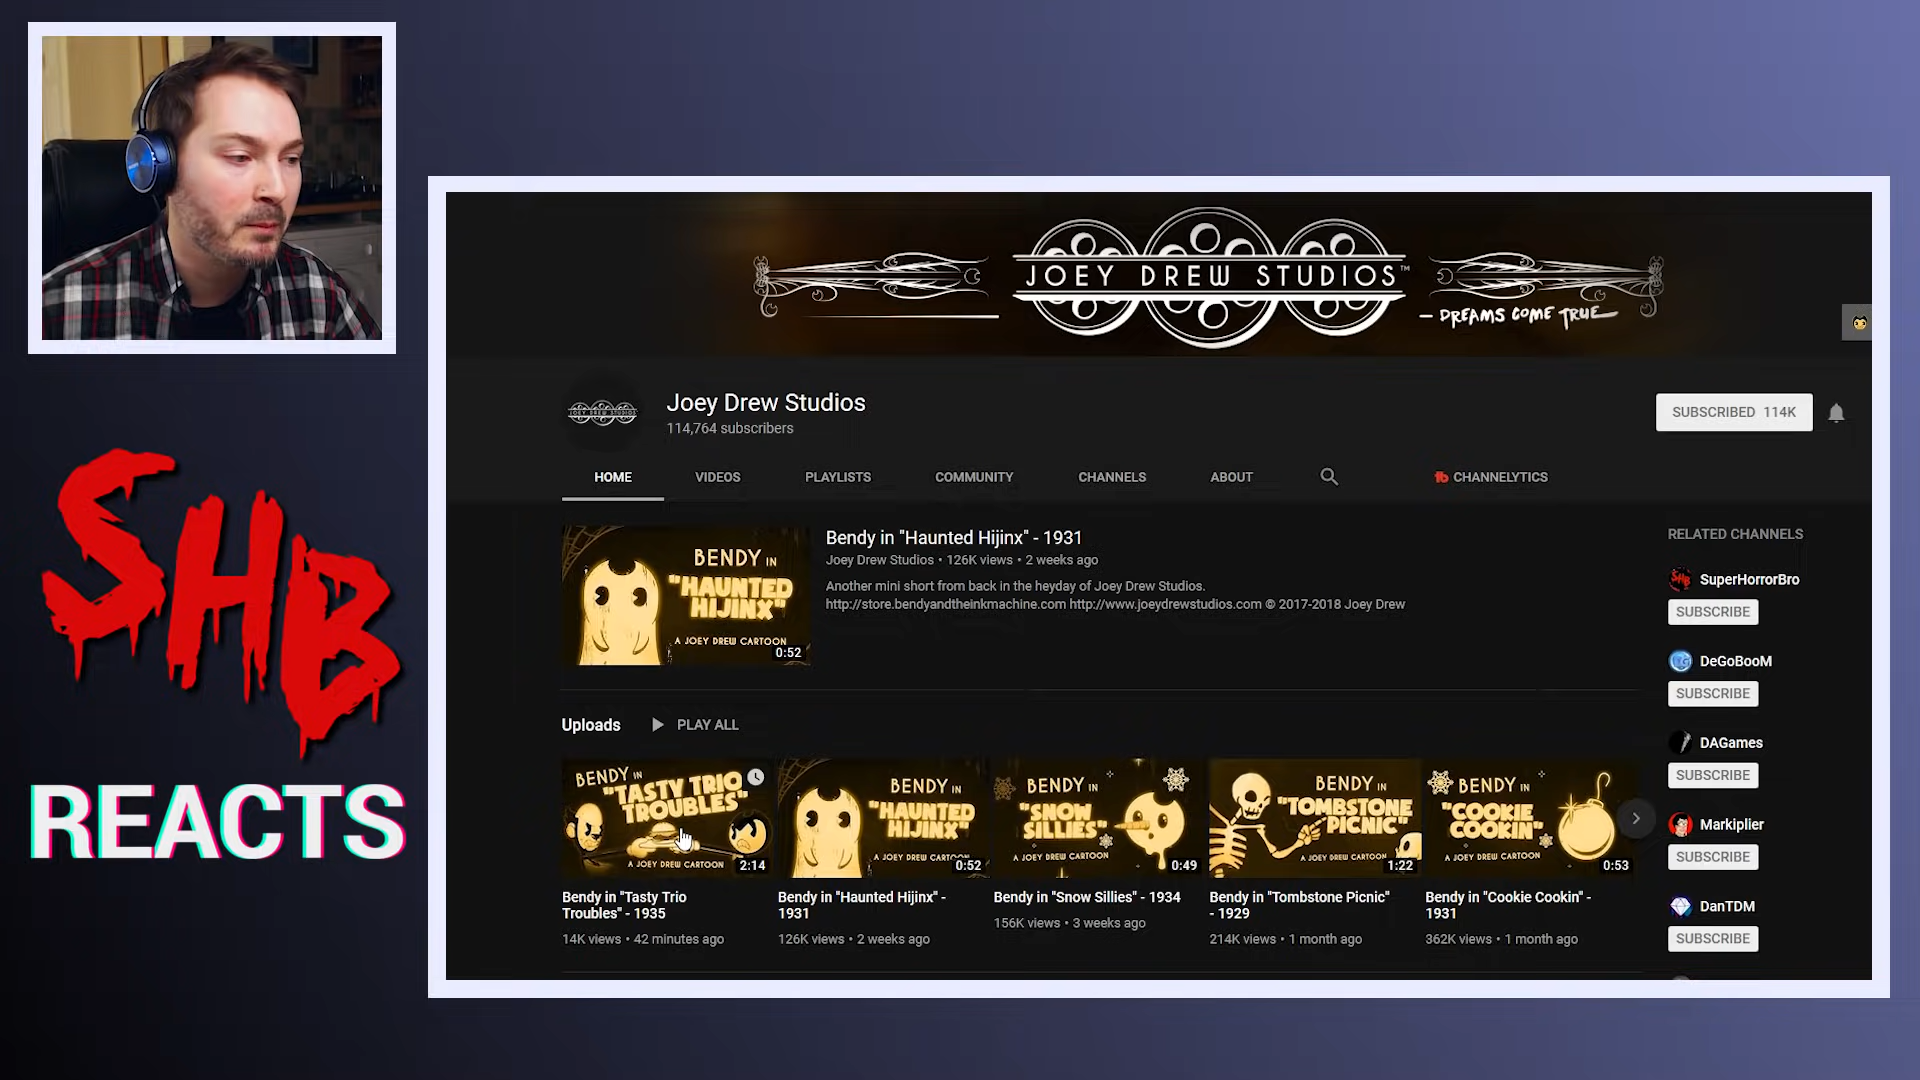 SHB
REACTS
JOEY DREW STUDIOS™
— DREAMS COME TRUE —
JOEY DREW STUDIOS
Joey Drew Studios
114,764 subscribers
SUBSCRIBED 114K
HOME VIDEOS PLAYLISTS COMMUNITY CHANNELS ABOUT CHANNELYTICS
BENDY IN
"HAUNTED
HIJINX"
A JOEY DREW CARTOON
0:52
Bendy in "Haunted Hijinx" - 1931
Joey Drew Studios • 126K views • 2 weeks ago
Another mini short from back in the heyday of Joey Drew Studios.
http://store.bendyandtheinkmachine.com http://www.joeydrewstudios.com © 2017-2018 Joey Drew
Uploads PLAY ALL
BENDY IN
"TASTY TRIO
TROUBLES"
A JOEY DREW CARTOON
2:14
Bendy in "Tasty Trio
Troubles" - 1935
14K views • 42 minutes ago
BENDY IN
"HAUNTED
HIJINX"
A JOEY DREW CARTOON
0:52
Bendy in "Haunted Hijinx" -
1931
126K views • 2 weeks ago
BENDY IN
"SNOW
SILLIES"
A JOEY DREW CARTOON
0:49
Bendy in "Snow Sillies" - 1934
156K views • 3 weeks ago
BENDY IN
"TOMBSTONE
PICNIC"
A JOEY DREW CARTOON
1:22
Bendy in "Tombstone Picnic"
- 1929
214K views • 1 month ago
BENDY IN
"COOKIE
COOKIN"
A JOEY DREW CARTOON
0:53
Bendy in "Cookie Cookin" -
1931
362K views • 1 month ago
RELATED CHANNELS
SHB
SuperHorrorBro
SUBSCRIBE
DeGoBooM
SUBSCRIBE
DAGames
SUBSCRIBE
Markiplier
SUBSCRIBE
DanTDM
SUBSCRIBE